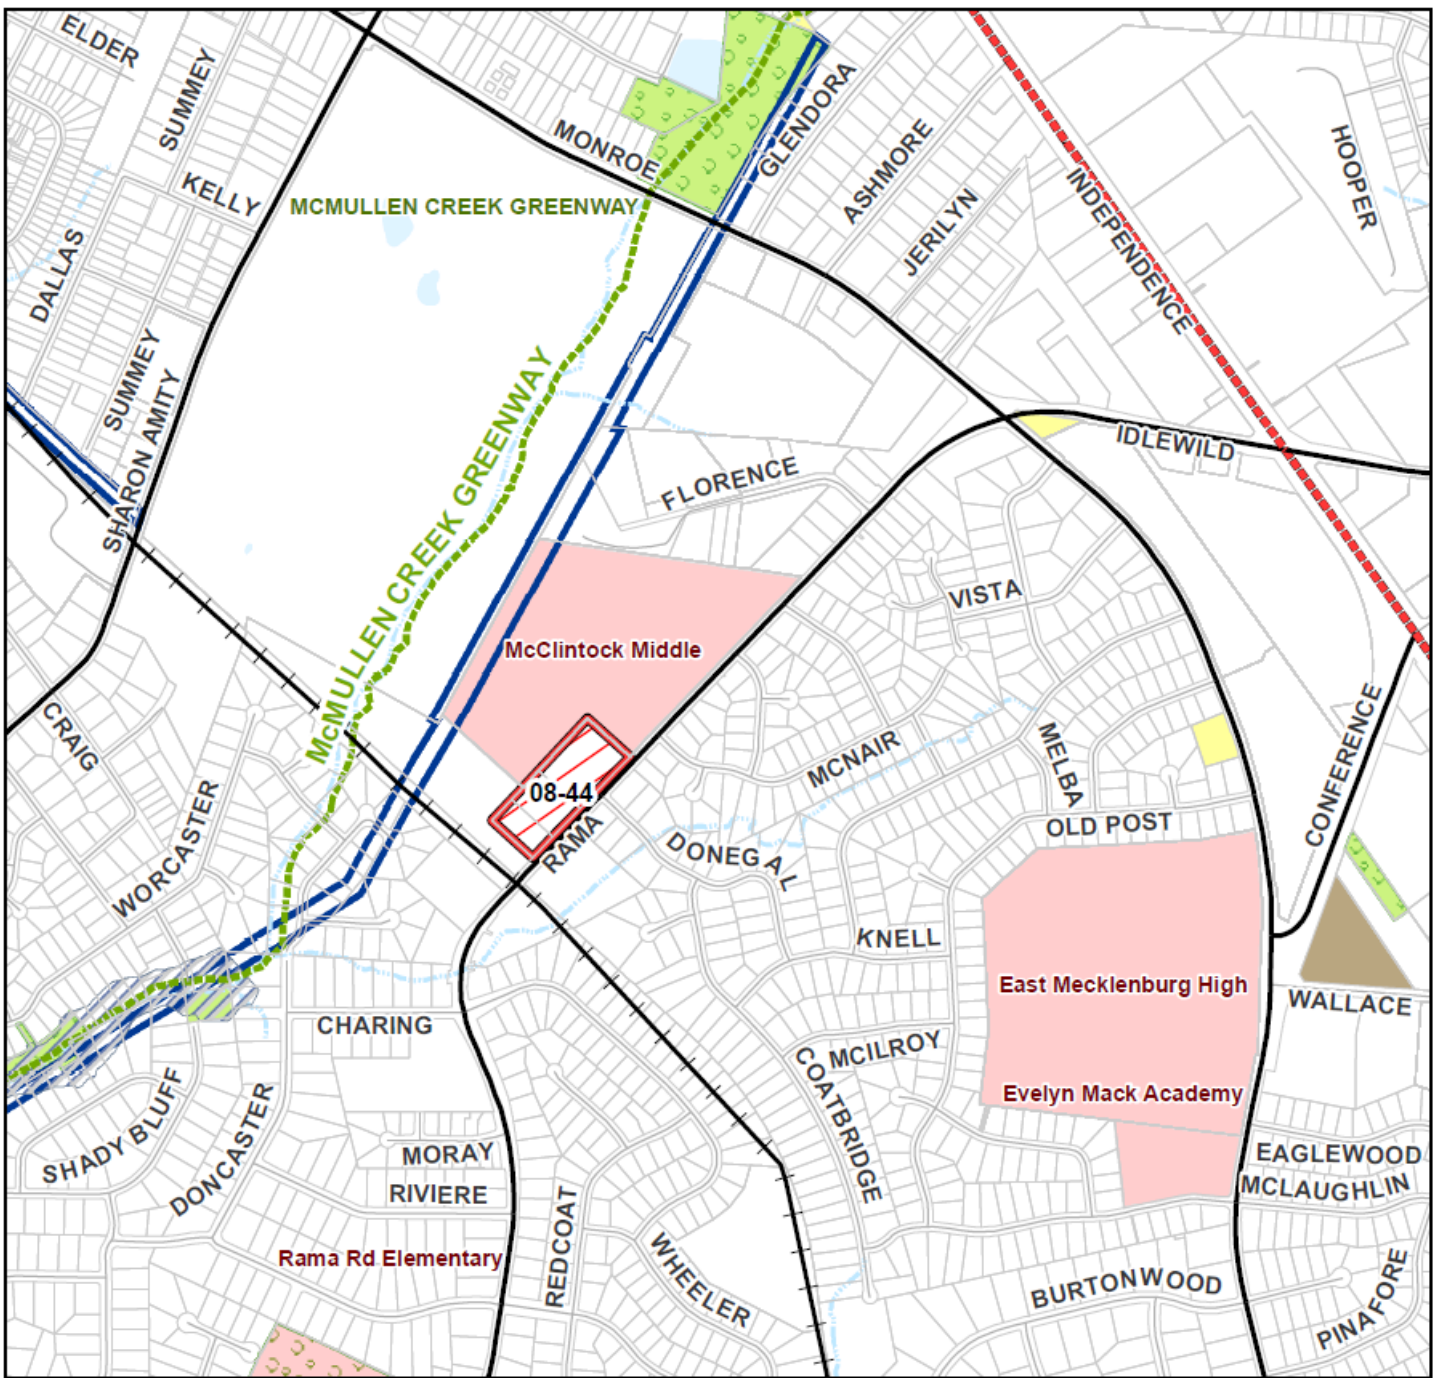 ELDER
SUMMEY
MONROE
GLENDORA
ASHMORE
HOOPER
KELLY
MCMULLEN CREEK GREENWAY
JERILYN
INDEPENDENCE
DALLAS
SUMMEY
SHARON AMITY
McMULLEN CREEK GREENWAY
IDLEWILD
FLORENCE
VISTA
McClintock Middle
CRAIG
MCNAIR
MELBA
CONFERENCE
08-44
RAMA
OLD POST
WORCASTER
DONEGAL
KNELL
East Mecklenburg High
WALLACE
CHARING
MCILROY
COATBRIDGE
Evelyn Mack Academy
SHADY BLUFF
DONCASTER
MORAY
EAGLEWOOD
RIVIERE
MCLAUGHLIN
Rama Rd Elementary
REDCOAT
WHEELER
BURTONWOOD
PINAFORE